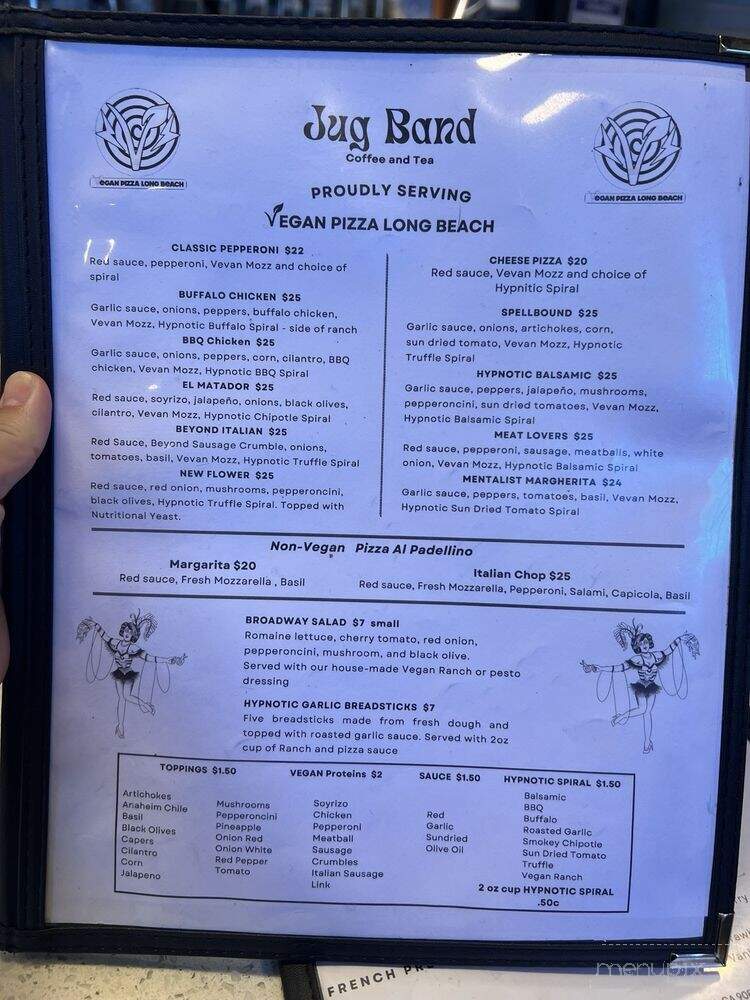 Jug Band
Coffee and Tea
VEGAN PIZZA LONG BEACH
VEGAN PIZZA LONG BEACH
PROUDLY SERVING
VEGAN PIZZA LONG BEACH
CLASSIC PEPPERONI $22
Red sauce, pepperoni, Vevan Mozz and choice of
spiral
BUFFALO CHICKEN $25
Garlic sauce, onions, peppers, buffalo chicken,
Vevan Mozz, Hypnotic Buffalo Spiral - side of ranch
BBQ Chicken $25
Garlic sauce, onions, peppers, corn, cilantro, BBQ
chicken, Vevan Mozz, Hypnotic BBQ Spiral
EL MATADOR $25
Red sauce, soyrizo, jalapeño, onions, black olives,
cilantro, Vevan Mozz, Hypnotic Chipotle Spiral
BEYOND ITALIAN $25
Red Sauce, Beyond Sausage Crumble, onions,
tomatoes, basil, Vevan Mozz, Hypnotic Truffle Spiral
NEW FLOWER $25
Red sauce, red onion, mushrooms, pepperoncini,
black olives, Hypnotic Truffle Spiral. Topped with
Nutritional Yeast.
CHEESE PIZZA $20
Red sauce, Vevan Mozz and choice of
Hypnitic Spiral
SPELLBOUND $25
Garlic sauce, onions, artichokes, corn,
sun dried tomato, Vevan Mozz, Hypnotic
Truffle Spiral
HYPNOTIC BALSAMIC $25
Garlic sauce, peppers, jalapeño, mushrooms,
pepperoncini, sun dried tomatoes, Vevan Mozz,
Hypnotic Balsamic Spiral
MEAT LOVERS $25
Red sauce, pepperoni, sausage, meatballs, white
onion, Vevan Mozz, Hypnotic Balsamic Spiral
MENTALIST MARGHERITA $24
Garlic sauce, peppers, tomatoes, basil, Vevan Mozz,
Hypnotic Sun Dried Tomato Spiral
Non-Vegan Pizza Al Padellino
Margarita $20
Red sauce, Fresh Mozzarella , Basil
Italian Chop $25
Red sauce, Fresh Mozzarella, Pepperoni, Salami, Capicola, Basil
BROADWAY SALAD $7 small
Romaine lettuce, cherry tomato, red onion,
pepperoncini, mushroom, and black olive.
Served with our house-made Vegan Ranch or pesto
dressing
HYPNOTIC GARLIC BREADSTICKS $7
Five breadsticks made from fresh dough and
topped with roasted garlic sauce. Served with 2oz
cup of Ranch and pizza sauce
TOPPINGS $1.50
Artichokes
Anaheim Chile
Basil
Black Olives
Capers
Cilantro
Corn
Jalapeno
Mushrooms
Pepperoncini
Pineapple
Onion Red
Onion White
Red Pepper
Tomato
VEGAN Proteins $2
Soyrizo
Chicken
Pepperoni
Meatball
Sausage
Crumbles
Italian Sausage
Link
SAUCE $1.50
Red
Garlic
Sundried
Olive Oil
HYPNOTIC SPIRAL $1.50
Balsamic
BBQ
Buffalo
Roasted Garlic
Smokey Chipotle
Sun Dried Tomato
Truffle
Vegan Ranch
2 oz cup HYPNOTIC SPIRAL
.50c
FRENCH
menupix